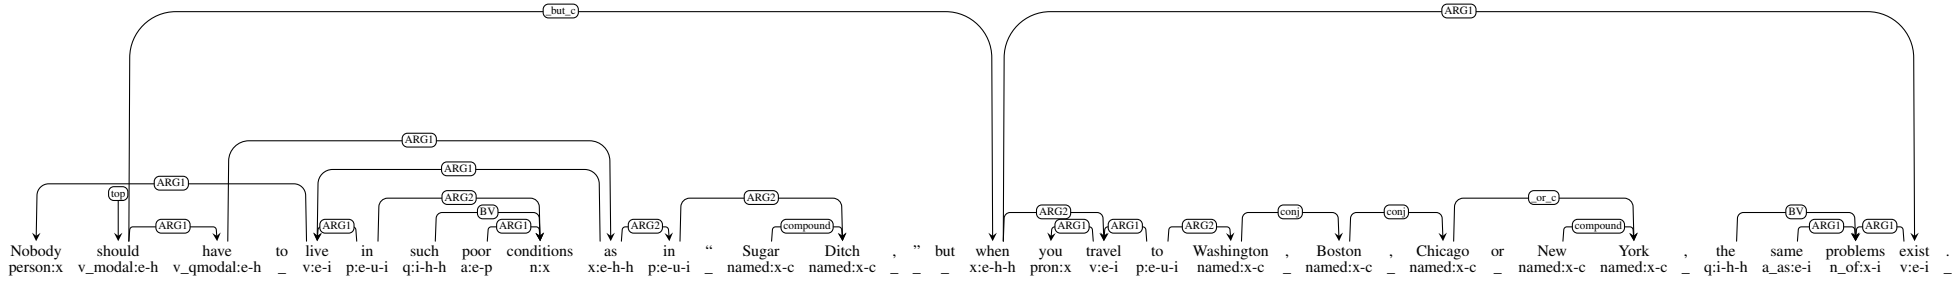 _but_c ARG1
ARG1
ARG1
ARG1 top ARG2 ARG2 _or_c
BV ARG2 conj conj BV
ARG1 ARG1 ARG1 ARG2 compound ARG1 ARG1 ARG2 compound ARG1 ARG1
Nobody should have to live in such poor conditions as in “ Sugar Ditch , ” but when you travel to Washington , Boston , Chicago or New York , the same problems exist .
person:x v_modal:e-h v_qmodal:e-h _ v:e-i p:e-u-i q:i-h-h a:e-p n:x x:e-h-h p:e-u-i _ named:x-c named:x-c _ _ _ x:e-h-h pron:x v:e-i p:e-u-i named:x-c _ named:x-c _ named:x-c _ named:x-c named:x-c _ q:i-h-h a_as:e-i n_of:x-i v:e-i _